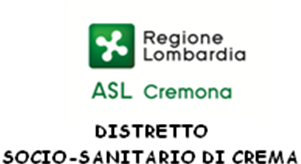 Regione
Lombardia
ASL Cremona
DISTRETTO
SOCIO-SANITARIO DI CREMA